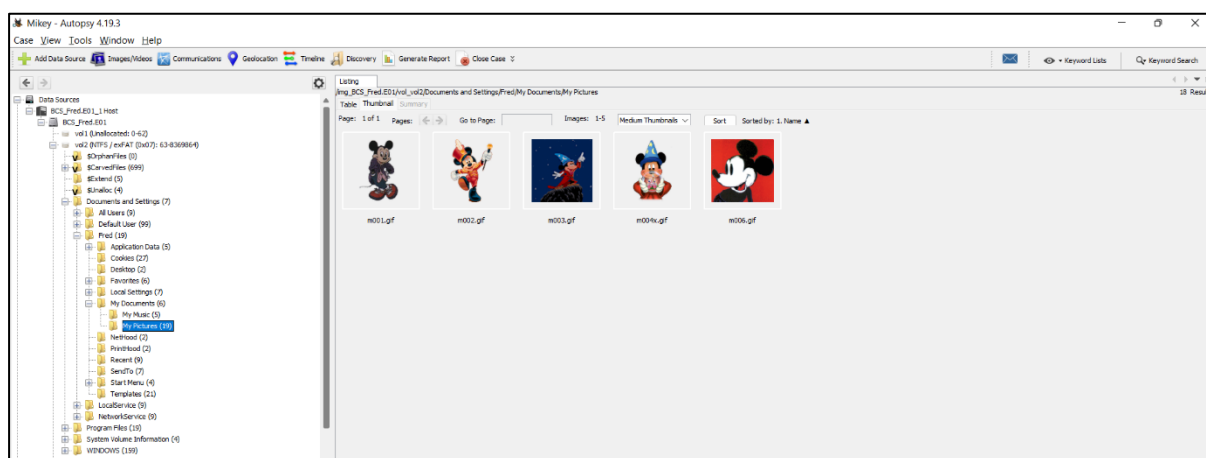 Mikey - Autopsy 4.19.3
Case View Tools Window Help
Add Data Source Images/Videos Communications Geolocation Timeline Discovery Generate Report Close Case Keyword Lists Keyword Search
Listing
/img_BCS_Fred.E01/vol_vol2/Documents and Settings/Fred/My Documents/My Pictures
18 Resul
Table Thumbnail Summary
Page: 1 of 1 Pages: Go to Page: Images: 1-5 Medium Thumbnails Sort Sorted by: 1. Name ▲
Data Sources
BCS_Fred.E01_1 Host
BCS_Fred.E01
vol1 (Unallocated: 0-62)
vol2 (NTFS / exFAT (0x07): 63-8369864)
$OrphanFiles (0)
$CarvedFiles (699)
$Extend (5)
$Unalloc (4)
Documents and Settings (7)
All Users (9)
Default User (99)
Fred (19)
Application Data (5)
Cookies (27)
Desktop (2)
Favorites (6)
Local Settings (7)
My Documents (6)
My Music (5)
My Pictures (19)
NetHood (2)
PrintHood (2)
Recent (9)
SendTo (7)
Start Menu (4)
Templates (21)
LocalService (9)
NetworkService (9)
Program Files (19)
System Volume Information (4)
WINDOWS (159)
m001.gif m002.gif m003.gif m004x.gif m006.gif